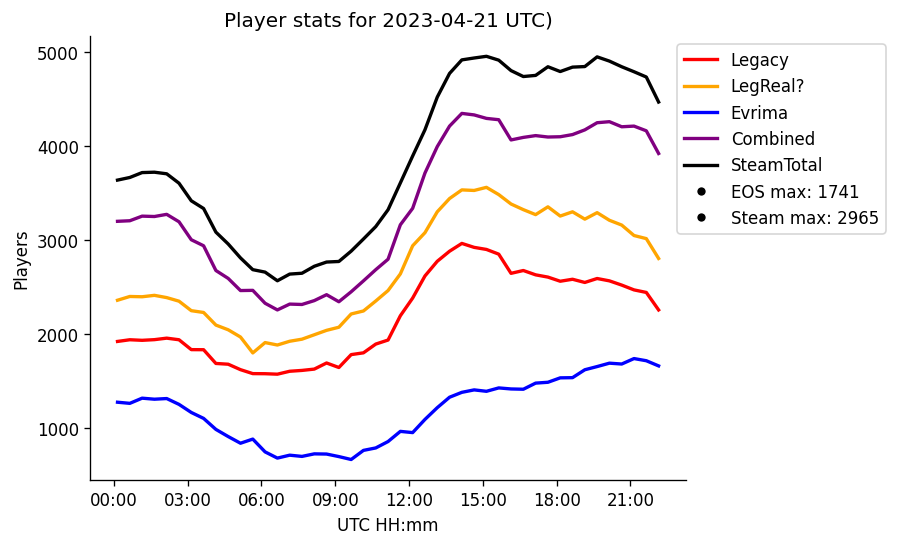 Player stats for 2023-04-21 UTC)
Players
5000
4000
3000
2000
1000
00:00 03:00 06:00 09:00 12:00 15:00 18:00 21:00
UTC HH:mm
Legacy
LegReal?
Evrima
Combined
SteamTotal
EOS max: 1741
Steam max: 2965